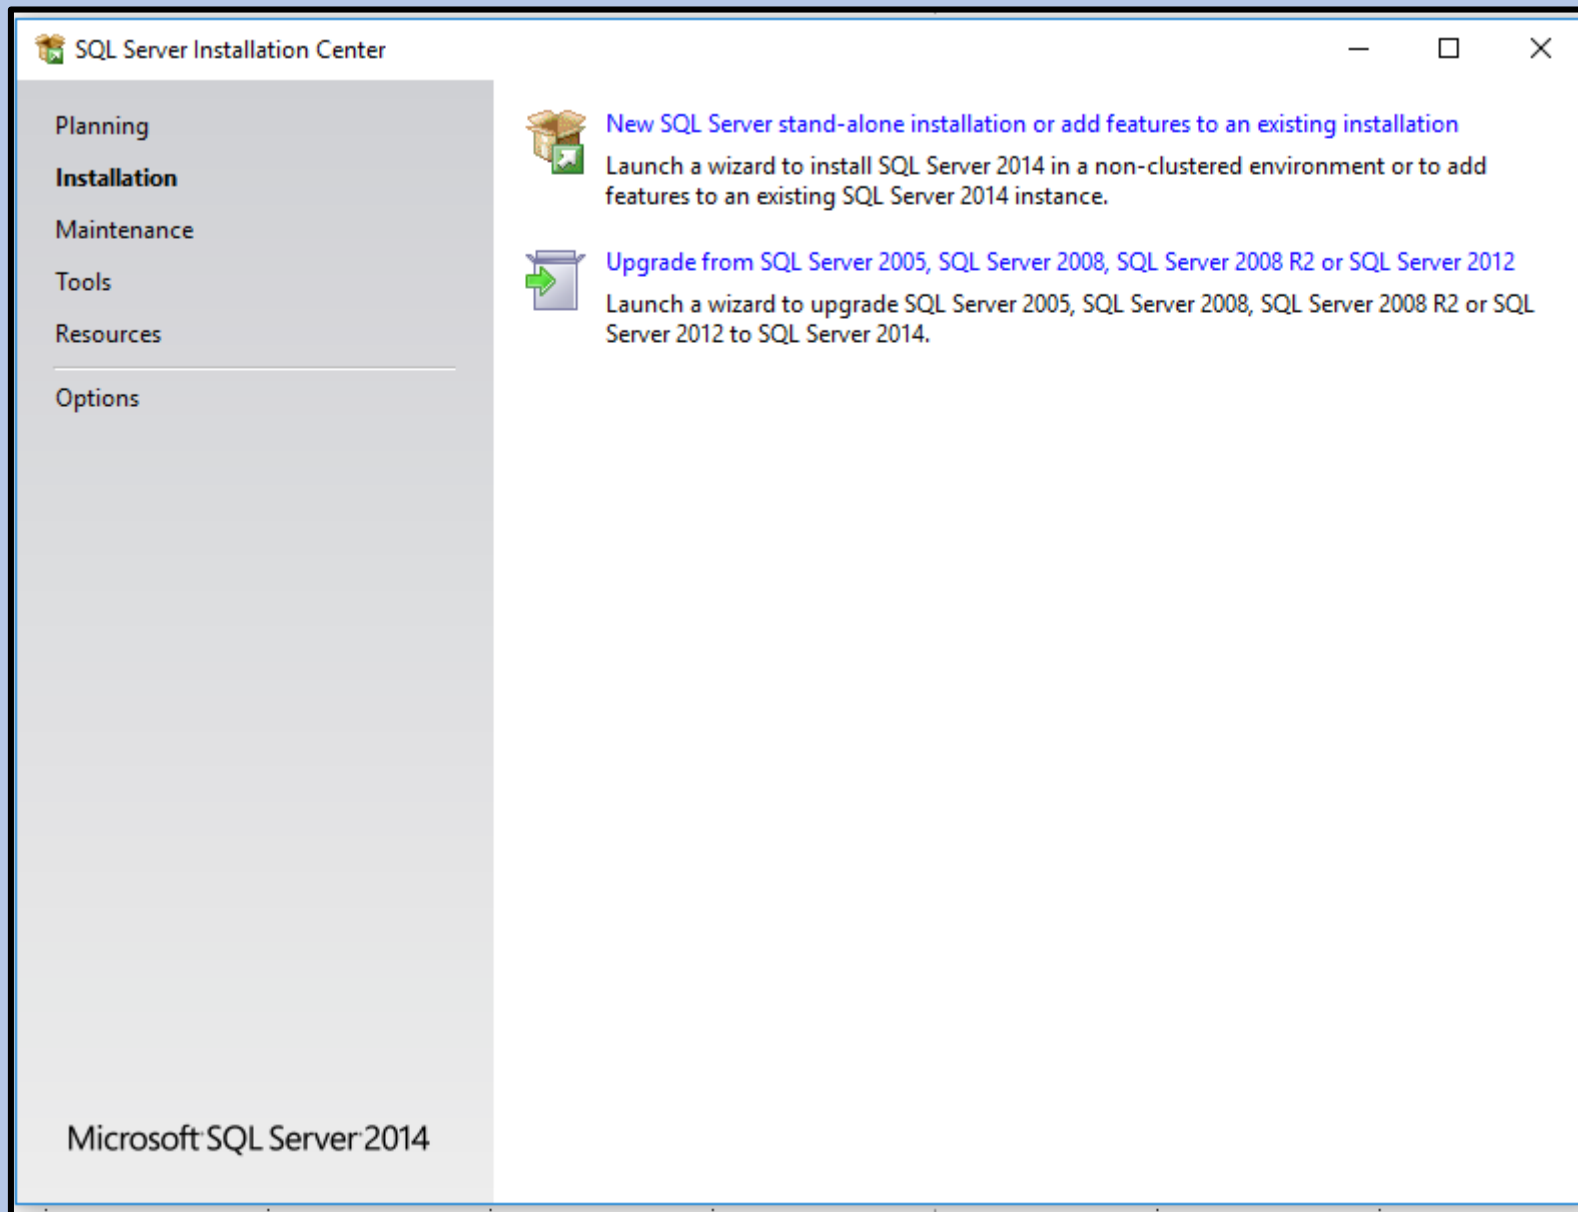 SQL Server Installation Center
Planning
Installation
Maintenance
Tools
Resources
Options
New SQL Server stand-alone installation or add features to an existing installation
Launch a wizard to install SQL Server 2014 in a non-clustered environment or to add
features to an existing SQL Server 2014 instance.
Upgrade from SQL Server 2005, SQL Server 2008, SQL Server 2008 R2 or SQL Server 2012
Launch a wizard to upgrade SQL Server 2005, SQL Server 2008, SQL Server 2008 R2 or SQL
Server 2012 to SQL Server 2014.
Microsoft SQL Server 2014